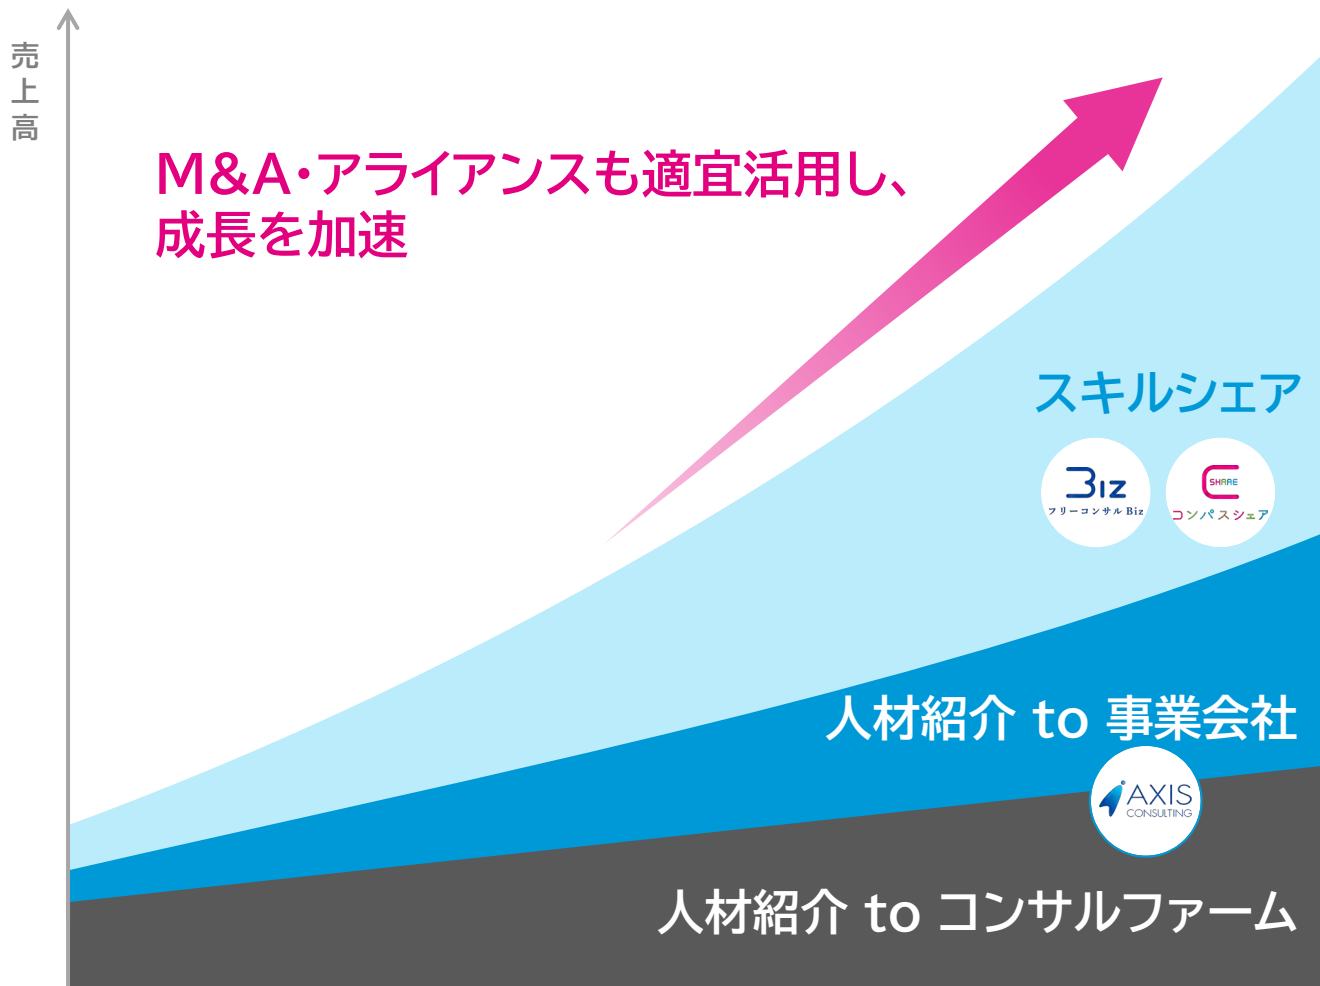 売上高
M&A・アライアンスも適宜活用し、
成長を加速
スキルシェア
Biz
フリーコンサルBiz
SHARE
コンパスシェア
人材紹介 to 事業会社
AXIS
CONSULTING
人材紹介 to コンサルファーム